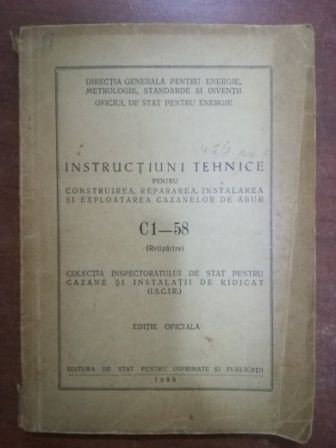 DIRECȚIA GENERALĂ PENTRU ENERGIE,
METROLOGIE, STANDARDE ȘI INVENȚII
OFICIUL DE STAT PENTRU ENERGIE
INSTRUCȚIUNI TEHNICE
PENTRU
CONSTRUIREA, REPARAREA, INSTALAREA
ȘI EXPLOATAREA CAZANELOR DE ABUR
C1—58
(Retipărire)
COLECȚIA INSPECTORATULUI DE STAT PENTRU
CAZANE ȘI INSTALAȚII DE RIDICAT
(I.S.C.I.R.)
EDIȚIE OFICIALĂ
EDITURA DE STAT PENTRU IMPRIMATE ȘI PUBLICAȚII
1959